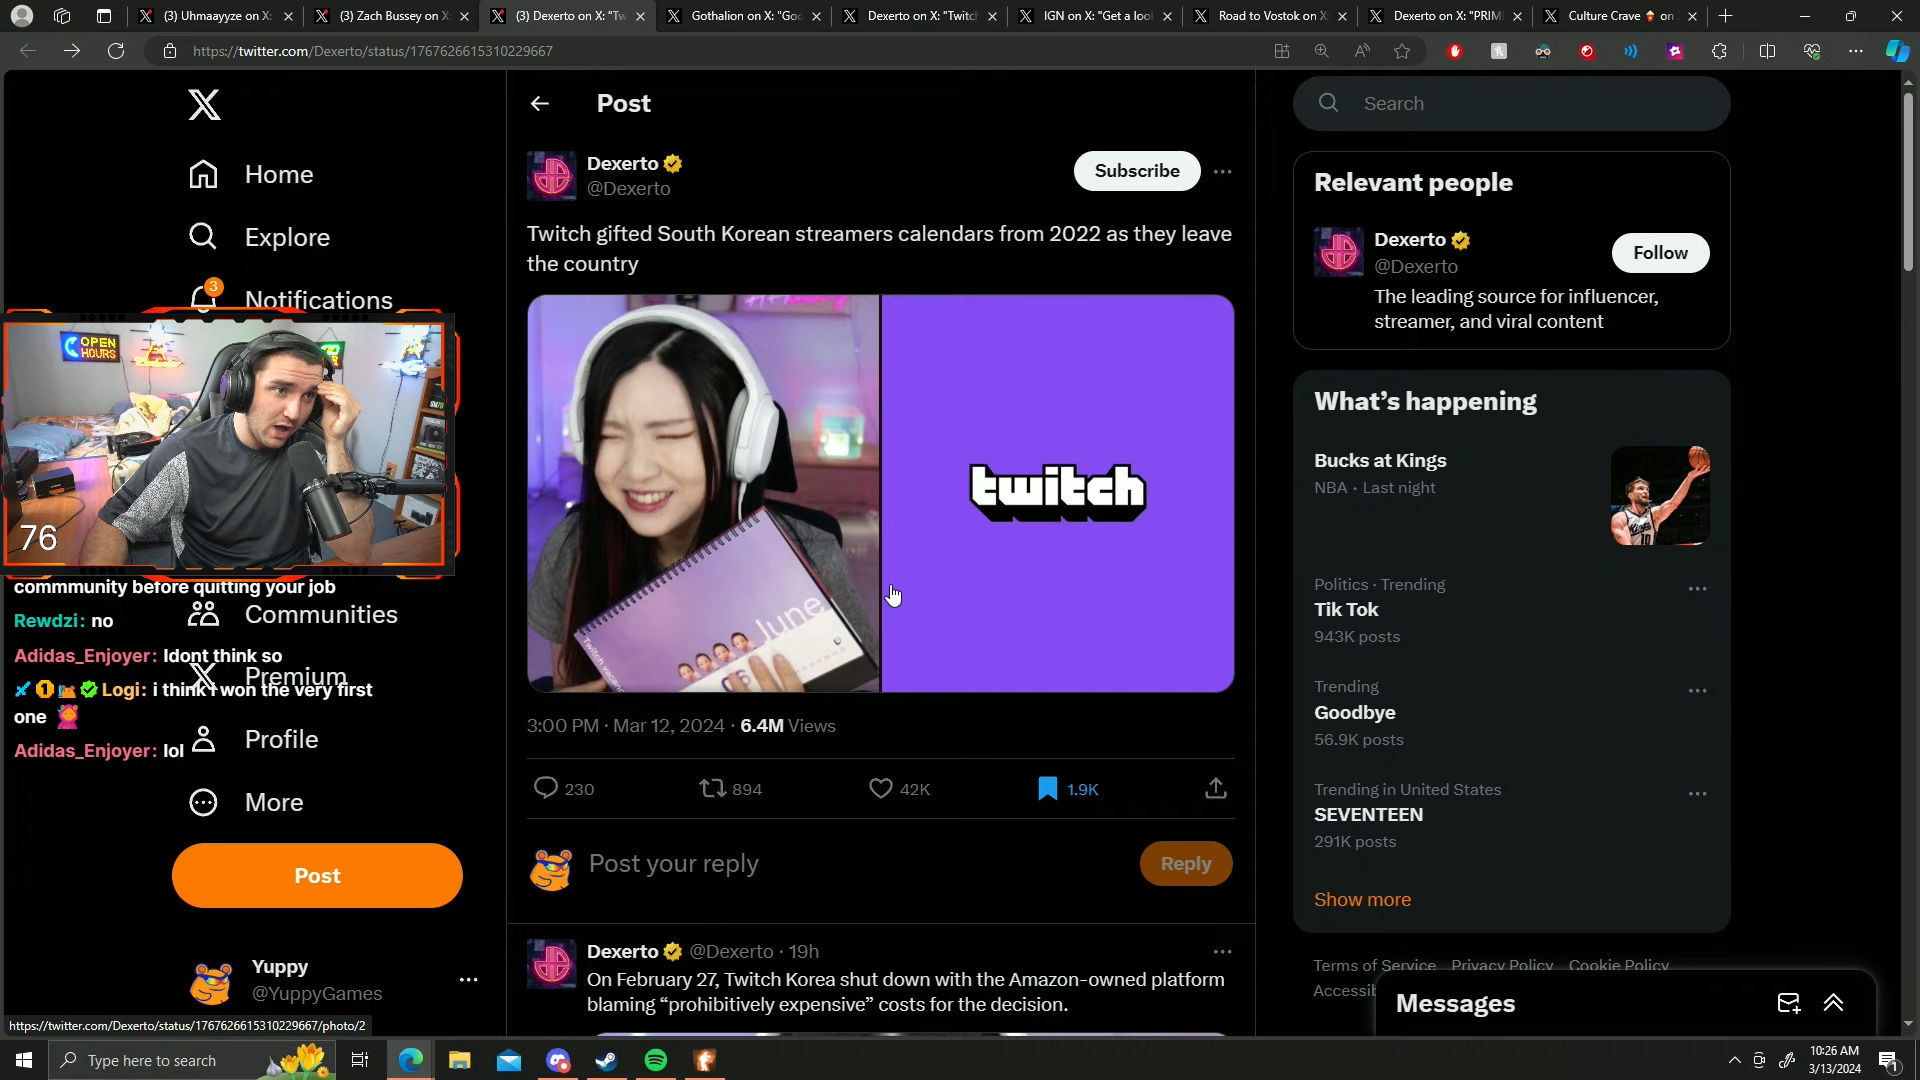 (3) Uhmaayyze on X:
(3) Zach Bussey on X
(3) Dexerto on X: "Tw
Gothalion on X: "Goo
Dexerto on X: "Twitch
IGN on X: "Get a loo
Road to Vostok on X
Dexerto on X: "PRIM
Culture Crave on
https://twitter.com/Dexerto/status/1767626615310229667
Home
Explore
3
Notifications
OPEN
HOURS
76
commmunity before quitting your job
Communities
Rewdzi: no
Adidas_Enjoyer: Idont think so
Premium
Logi: i think I won the very first
one
Adidas_Enjoyer: lol
Profile
More
Post
Yuppy
@YuppyGames
https://twitter.com/Dexerto/status/1767626615310229667/photo/2
Post
Dexerto
@Dexerto
Subscribe
Twitch gifted South Korean streamers calendars from 2022 as they leave
the country
June
06
twitch
3:00 PM · Mar 12, 2024 · 6.4M Views
230
894
42K
1.9K
Post your reply
Reply
Dexerto @Dexerto · 19h
On February 27, Twitch Korea shut down with the Amazon-owned platform
blaming “prohibitively expensive” costs for the decision.
Search
Relevant people
Dexerto
@Dexerto
Follow
The leading source for influencer,
streamer, and viral content
What’s happening
Bucks at Kings
NBA · Last night
Politics · Trending
Tik Tok
943K posts
Trending
Goodbye
56.9K posts
Trending in United States
SEVENTEEN
291K posts
Show more
Terms of Service Privacy Policy Cookie Policy
Accessib
Messages
Type here to search
10:26 AM
3/13/2024
1